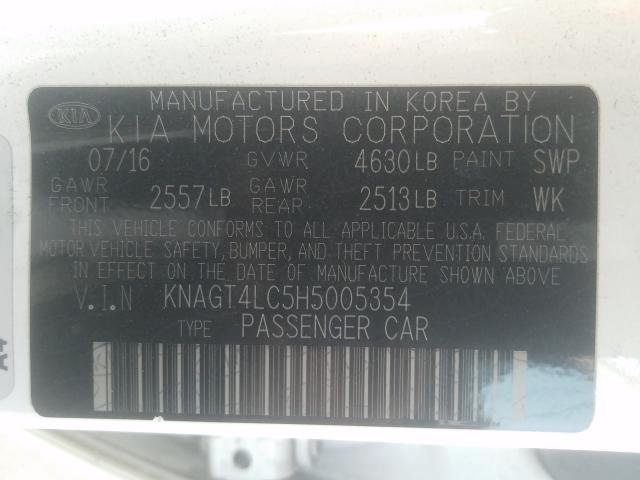 MANUFACTURED IN KOREA BY
KIA KIA MOTORS CORPORATION
07/16 GVWR 4630LB PAINT SWP
GAWR FRONT 2557LB GAWR REAR 2513LB TRIM WK
THIS VEHICLE CONFORMS TO ALL APPLICABLE U.S.A. FEDERAL
MOTOR VEHICLE SAFETY, BUMPER, AND THEFT PREVENTION STANDARDS
IN EFFECT ON THE DATE OF MANUFACTURE SHOWN ABOVE
V.I.N KNAGT4LC5H5005354
TYPE PASSENGER CAR
A4